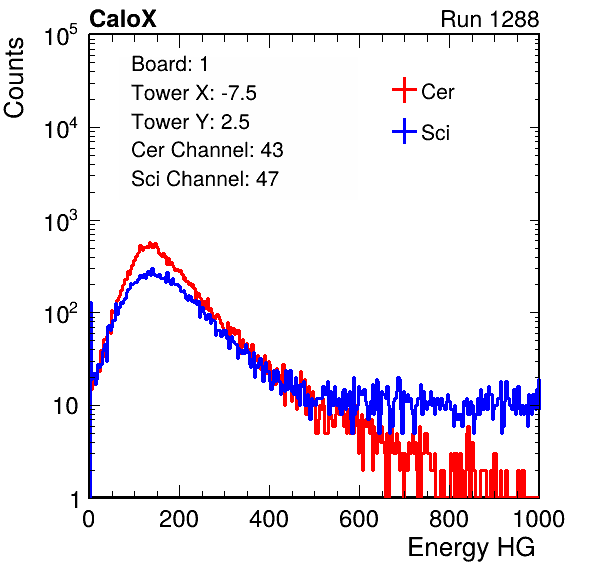 CaloX Run 1288
Counts
Board: 1
Tower X: -7.5
Tower Y: 2.5
Cer Channel: 43
Sci Channel: 47
Cer
Sci
10^5
10^4
10^3
10^2
10
1
0 200 400 600 800 1000
Energy HG